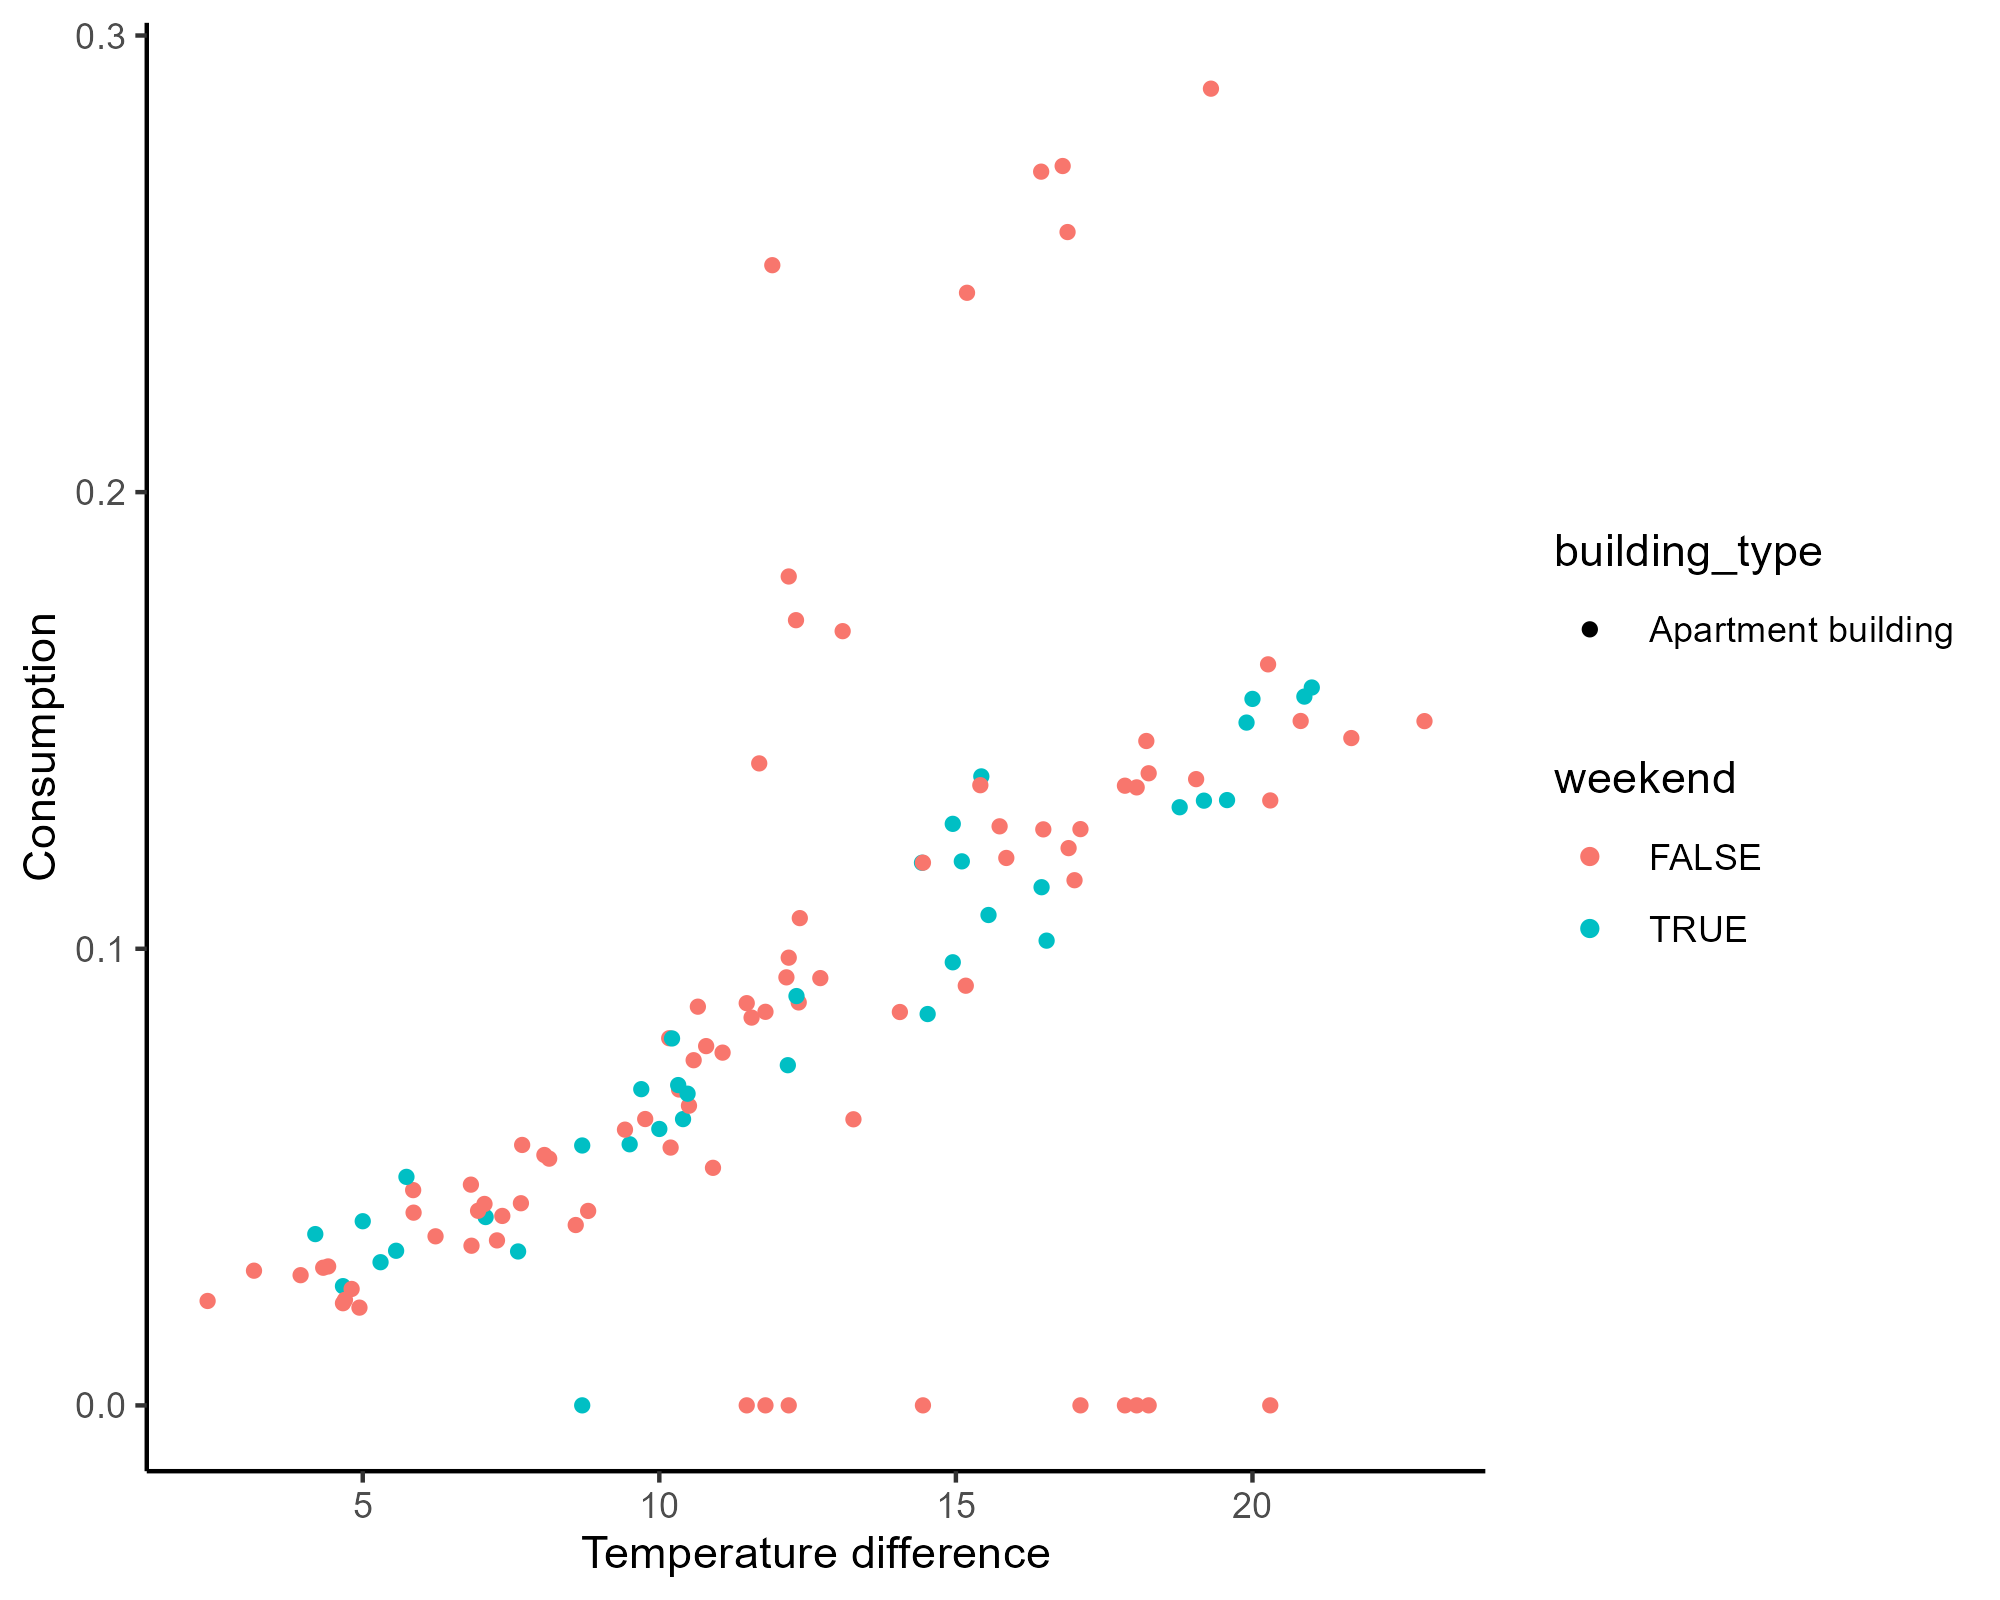 0.3
0.2
0.1
0.0
Consumption
5 10 15 20
Temperature difference
building_type
Apartment building
weekend
FALSE
TRUE